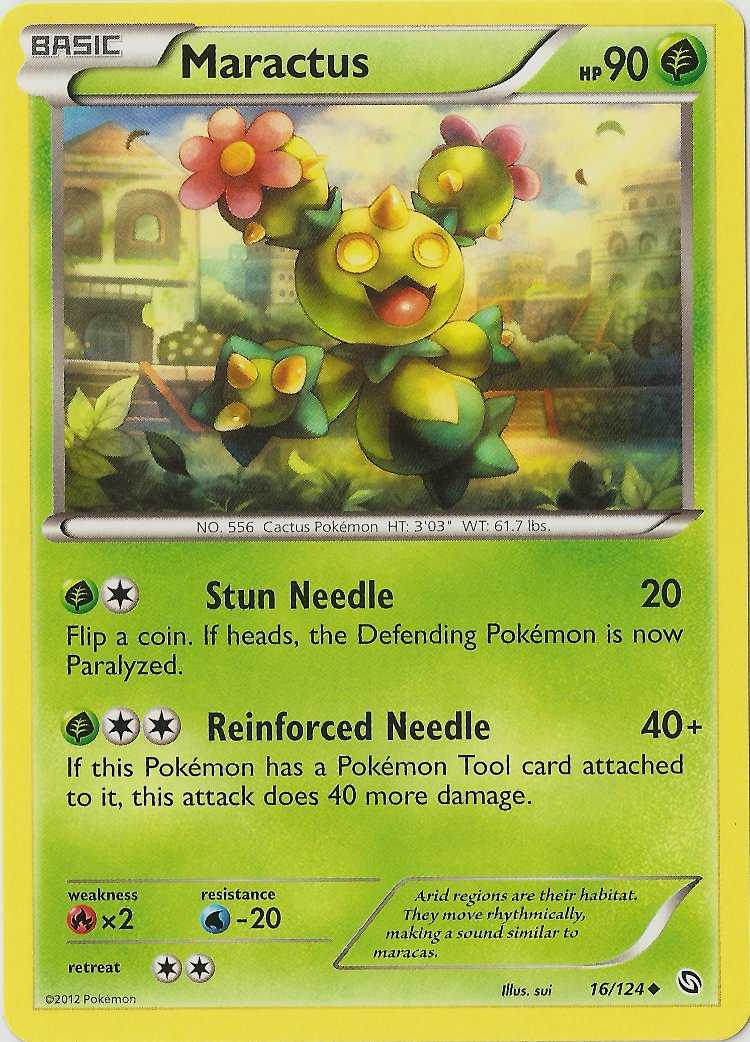 BASIC
Maractus
HP90
NO. 556 Cactus Pokémon HT: 3'03" WT: 61.7 lbs.
Stun Needle 20
Flip a coin. If heads, the Defending Pokémon is now
Paralyzed.
Reinforced Needle 40+
If this Pokémon has a Pokémon Tool card attached
to it, this attack does 40 more damage.
weakness
×2
resistance
-20
retreat
Arid regions are their habitat.
They move rhythmically,
making a sound similar to
maracas.
©2012 Pokémon
Illus. sui
16/124